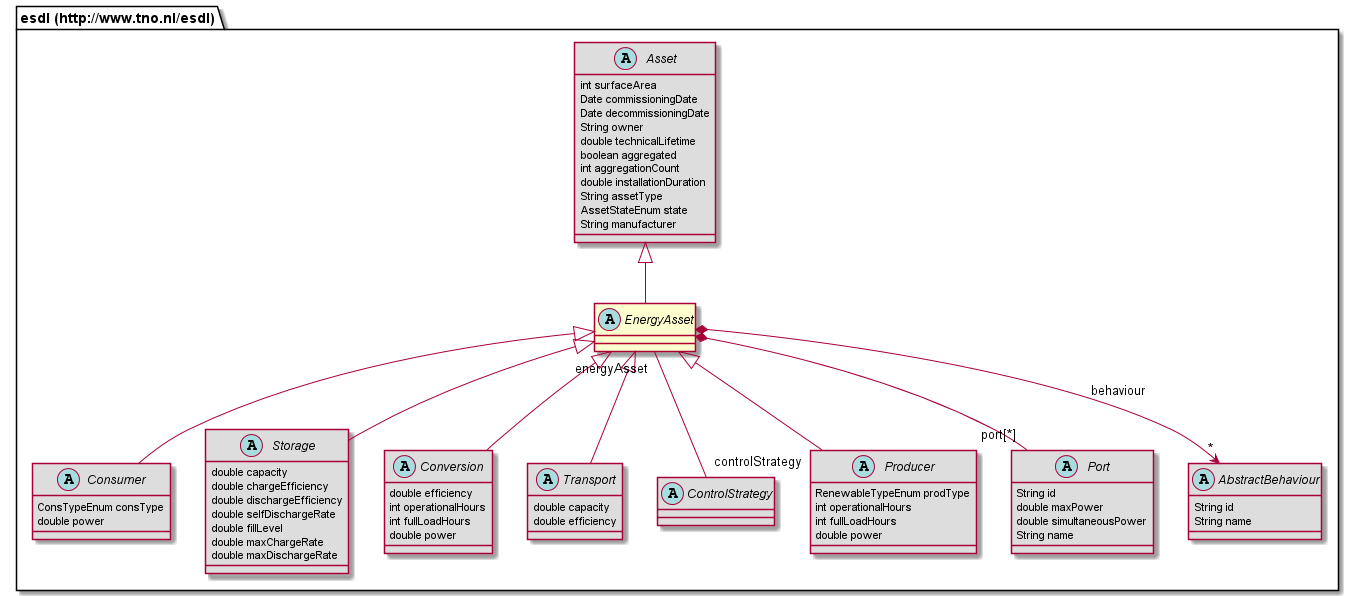 esdl (http://www.tno.nl/esdl)
A Asset
int surfaceArea
Date commissioningDate
Date decommissioningDate
String owner
double technicalLifetime
boolean aggregated
int aggregationCount
double installationDuration
String assetType
AssetStateEnum state
String manufacturer
A EnergyAsset
energyAsset
behaviour
controlStrategy
port[*]
*
A Consumer
ConsTypeEnum consType
double power
A Storage
double capacity
double chargeEfficiency
double dischargeEfficiency
double selfDischargeRate
double fillLevel
double maxChargeRate
double maxDischargeRate
A Conversion
double efficiency
int operationalHours
int fullLoadHours
double power
A Transport
double capacity
double efficiency
A ControlStrategy
A Producer
RenewableTypeEnum prodType
int operationalHours
int fullLoadHours
double power
A Port
String id
double maxPower
double simultaneousPower
String name
A AbstractBehaviour
String id
String name